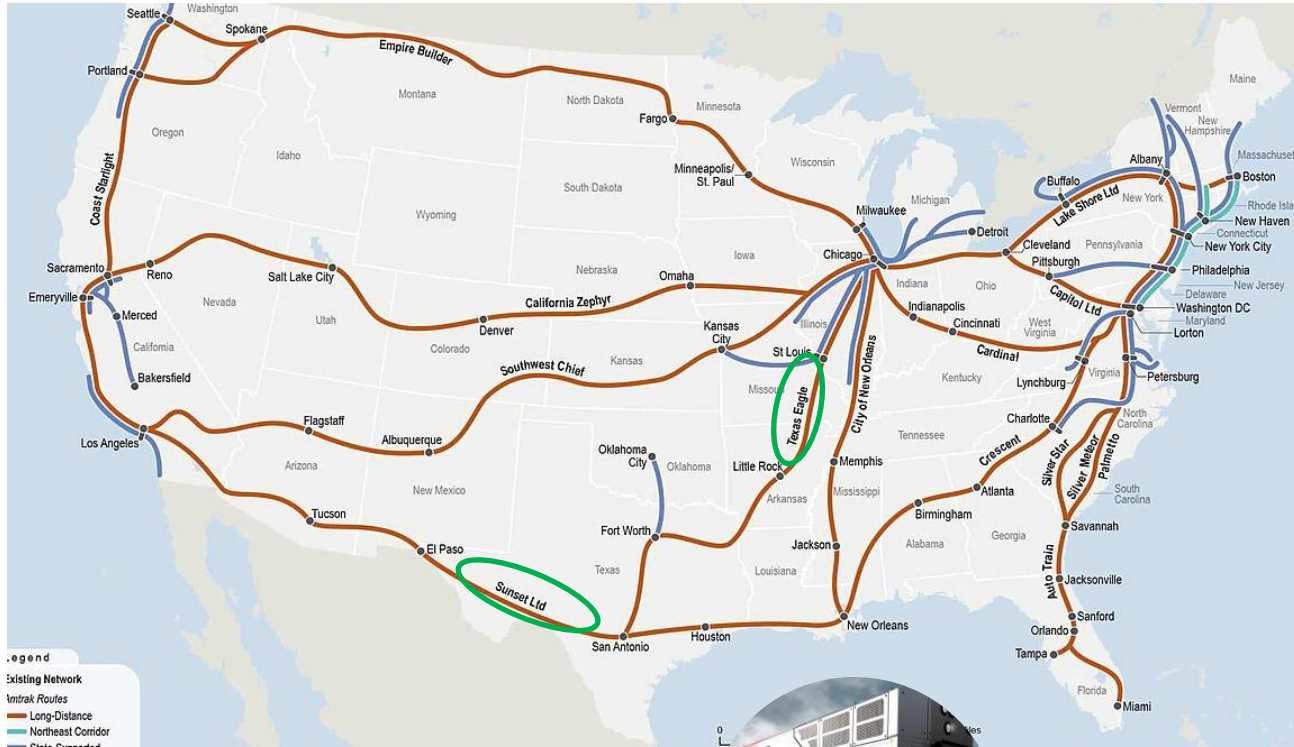 Seattle
Washington
Spokane
Empire Builder
Portland
Montana
North Dakota
Minnesota
Fargo
Oregon
Idaho
Minneapolis/
St. Paul
Wisconsin
Coast Starlight
South Dakota
Wyoming
Milwaukee
Michigan
Detroit
Maine
Vermont
New
Hampshire
Albany
Massachuset
Boston
Buffalo
Lake Shore Ltd
New York
Rhode Isla
New Haven
Connecticut
New York City
Cleveland
Pennsylvania
Pittsburgh
Philadelphia
New Jersey
Capitol Ltd
Delaware
Washington DC
Maryland
Lorton
Sacramento
Reno
Salt Lake City
Nebraska
Iowa
Chicago
Omaha
Emeryville
Nevada
California Zephyr
Indiana
Ohio
Merced
Utah
Denver
Kansas
City
Illinois
Indianapolis
Cincinnati
West
Virginia
California
Colorado
Kansas
St Louis
Cardinal
Bakersfield
Southwest Chief
Missouri
Kentucky
Lynchburg
Virginia
Petersburg
Flagstaff
Albuquerque
Texas Eagle
City of New Orleans
Charlotte
North
Carolina
Los Angeles
Arizona
Oklahoma
City
Oklahoma
Tennessee
Crescent
Silver Star
Silver Meteor
Palmetto
New Mexico
Little Rock
Memphis
Arkansas
Mississippi
Atlanta
South
Carolina
Tucson
Birmingham
El Paso
Fort Worth
Jackson
Alabama
Georgia
Savannah
Texas
Louisiana
Auto Train
Jacksonville
Sunset Ltd
San Antonio
Houston
New Orleans
Sanford
Orlando
Tampa
Florida
Miami
Legend
Existing Network
Amtrak Routes
Long-Distance
Northeast Corridor
State-Supported
0